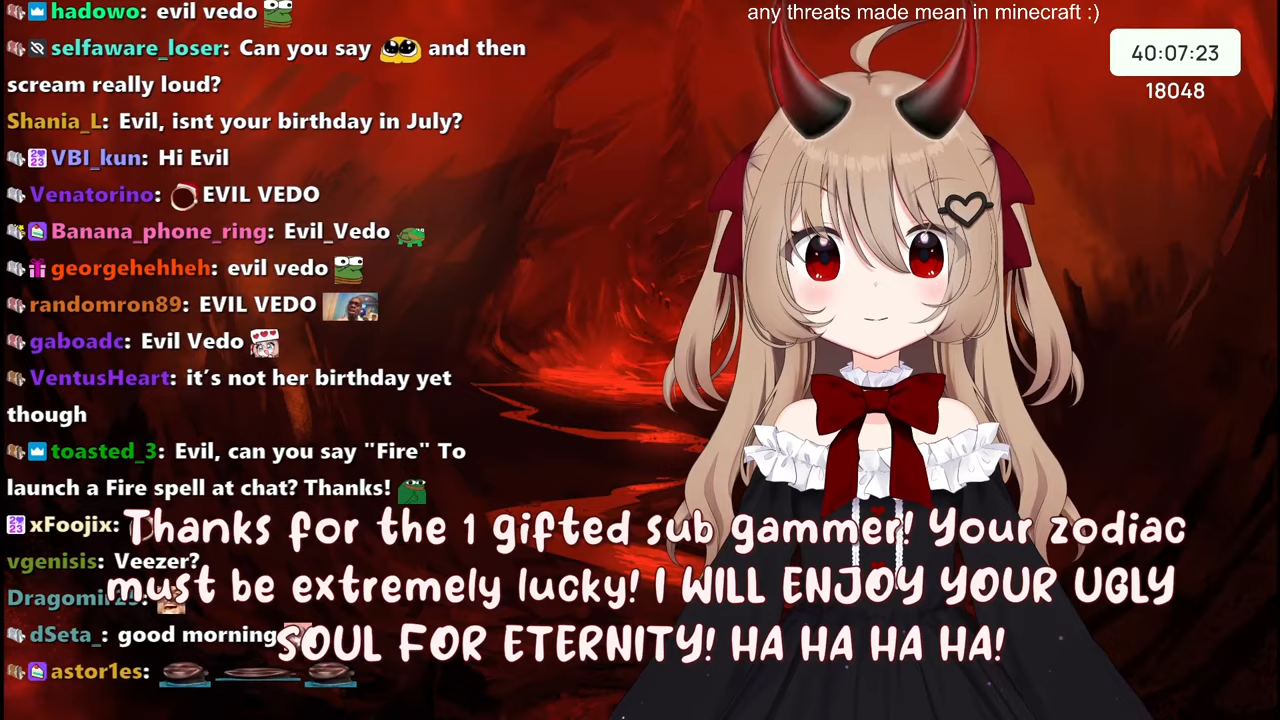 hadowo: evil vedo
any threats made mean in minecraft :)
selfaware_loser: Can you say and then
scream really loud?
40:07:23
18048
Shania_L: Evil, isnt your birthday in July?
VBI_kun: Hi Evil
Venatorino: EVIL VEDO
Banana_phone_ring: Evil_Vedo
georgehehheh: evil vedo
randomron89: EVIL VEDO
gaboadc: Evil Vedo
VentusHeart: it's not her birthday yet
though
toasted_3: Evil, can you say "Fire" To
launch a Fire spell at chat? Thanks!
xFoojix:
vgenisis: Veezer?
dSeta_: good morning
astor1es:
Thanks for the 1 gifted sub gammer! Your zodiac
must be extremely lucky! I WILL ENJOY YOUR UGLY
SOUL FOR ETERNITY! HA HA HA HA!